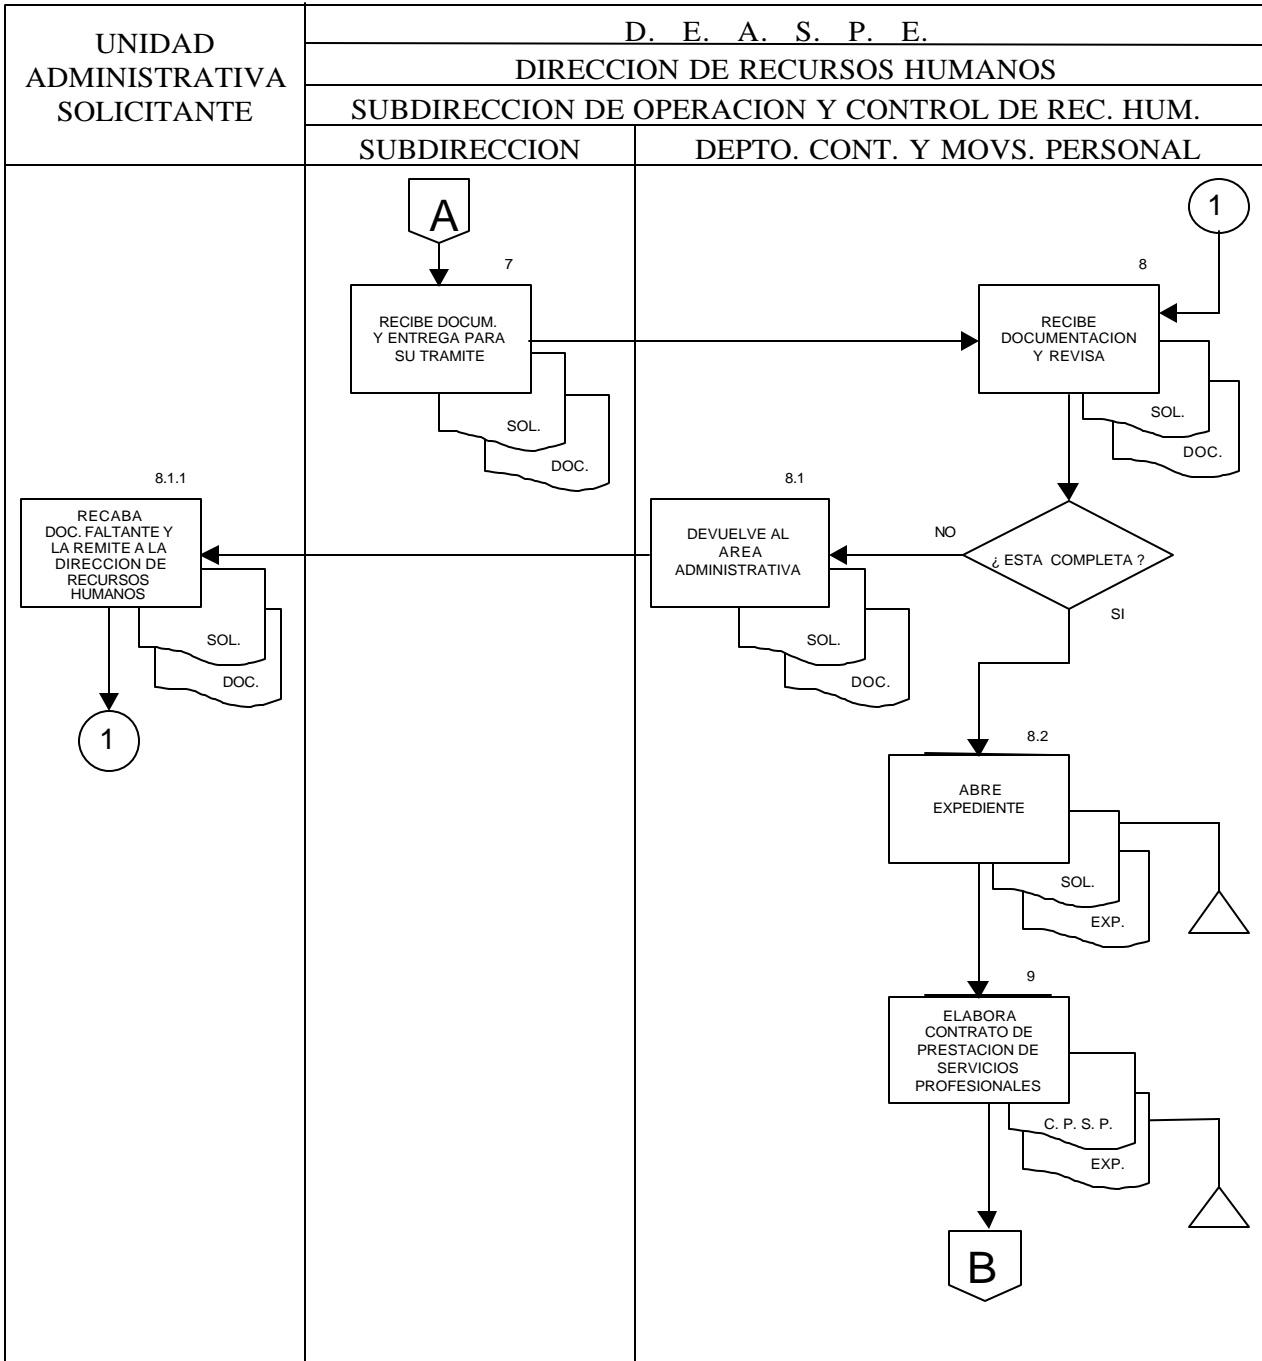 UNIDAD
ADMINISTRATIVA
SOLICITANTE
D. E. A. S. P. E.
DIRECCION DE RECURSOS HUMANOS
SUBDIRECCION DE OPERACION Y CONTROL DE REC. HUM.
SUBDIRECCION
DEPTO. CONT. Y MOVS. PERSONAL
A
1
7
RECIBE DOCUM.
Y ENTREGA PARA
SU TRAMITE
SOL.
DOC.
8
RECIBE
DOCUMENTACION
Y REVISA
SOL.
DOC.
¿ ESTA COMPLETA ?
NO
SI
8.1
DEVUELVE AL
AREA
ADMINISTRATIVA
SOL.
DOC.
8.1.1
RECABA
DOC. FALTANTE Y
LA REMITE A LA
DIRECCION DE
RECURSOS
HUMANOS
SOL.
DOC.
1
8.2
ABRE
EXPEDIENTE
SOL.
EXP.
9
ELABORA
CONTRATO DE
PRESTACION DE
SERVICIOS
PROFESIONALES
C. P. S. P.
EXP.
B